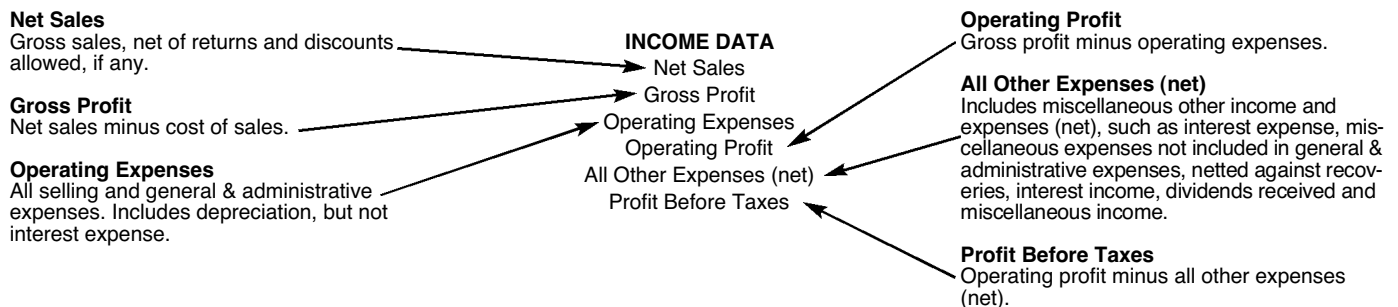 Net Sales
Gross sales, net of returns and discounts
allowed, if any.
Gross Profit
Net sales minus cost of sales.
Operating Expenses
All selling and general & administrative
expenses. Includes depreciation, but not
interest expense.
INCOME DATA
Net Sales
Gross Profit
Operating Expenses
Operating Profit
All Other Expenses (net)
Profit Before Taxes
Operating Profit
Gross profit minus operating expenses.
All Other Expenses (net)
Includes miscellaneous other income and
expenses (net), such as interest expense, mis-
cellaneous expenses not included in general &
administrative expenses, netted against recov-
eries, interest income, dividends received and
miscellaneous income.
Profit Before Taxes
Operating profit minus all other expenses
(net).